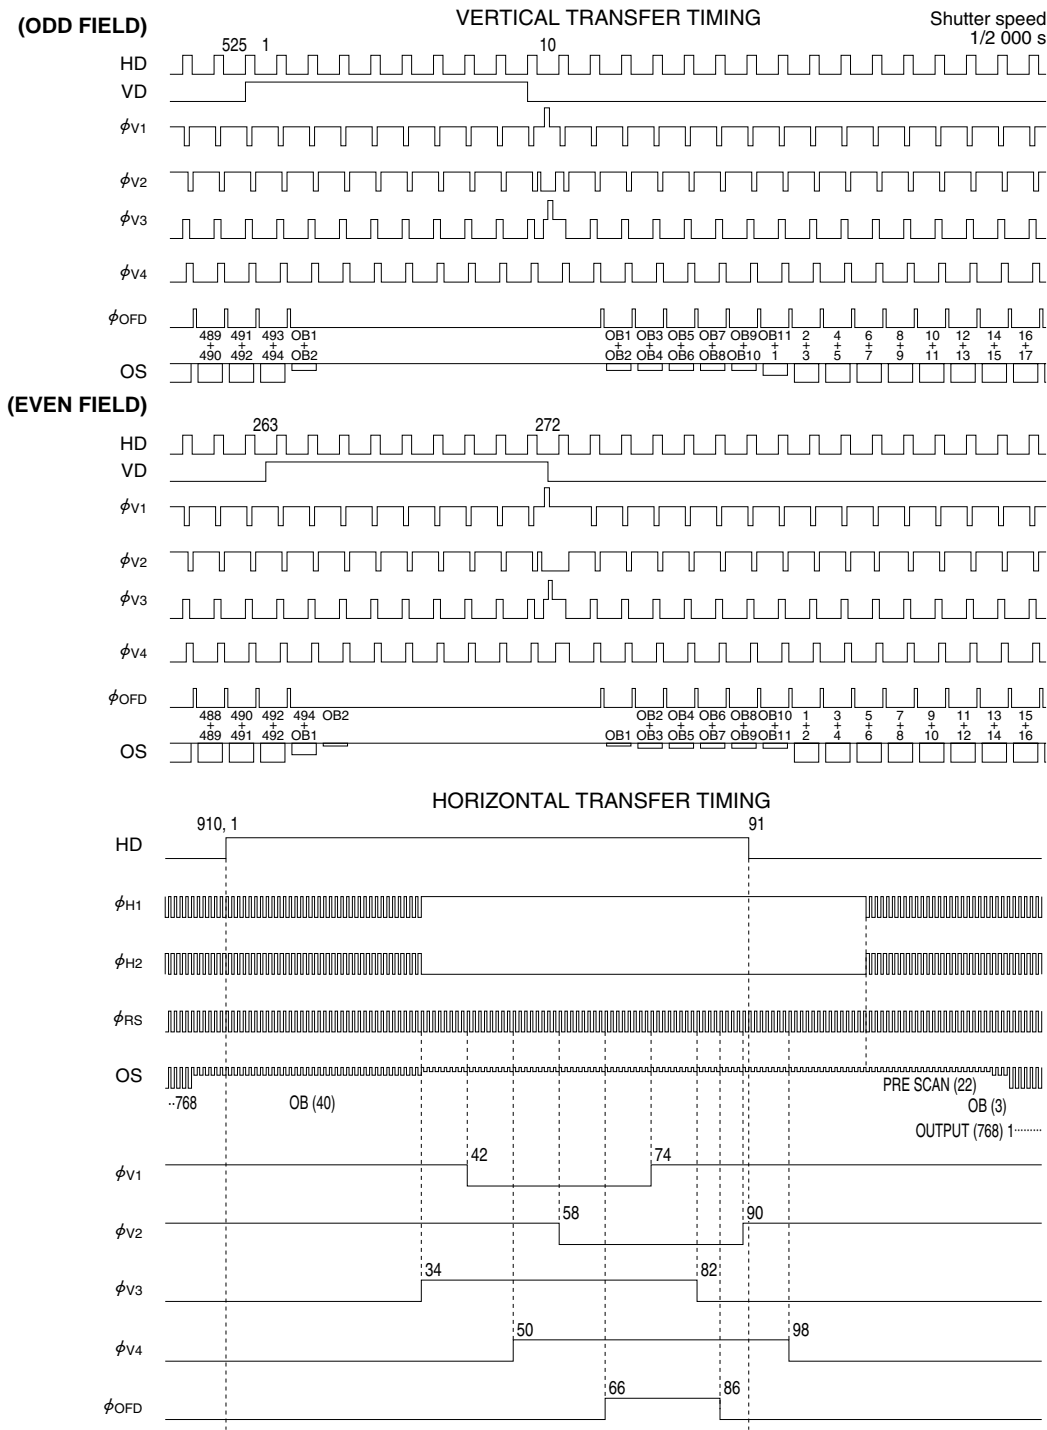 (ODD FIELD) VERTICAL TRANSFER TIMING Shutter speed
1/2 000 s
525 1 10
HD
VD
ϕV1
ϕV2
ϕV3
ϕV4
ϕOFD
489 491 493 OB1 OB1 OB3 OB5 OB7 OB9 OB11 2 4 6 8 10 12 14 16
+ + + + + + + + + + + + + + + + + +
490 492 494 OB2 OB2 OB4 OB6 OB8 OB10 1 3 5 7 9 11 13 15 17
OS
(EVEN FIELD)
263 272
HD
VD
ϕV1
ϕV2
ϕV3
ϕV4
ϕOFD
488 490 492 494 OB2 OB2 OB4 OB6 OB8 OB10 1 3 5 7 9 11 13 15
+ + + + + + + + + + + + + + + + +
489 491 492 OB1 OB1 OB3 OB5 OB7 OB9 OB11 2 4 6 8 10 12 14 16
OS
HORIZONTAL TRANSFER TIMING
910, 1 91
HD
ϕH1
ϕH2
ϕRS
OS
PRE SCAN (22)
··768 OB (40) OB (3)
OUTPUT (768) 1·········
42 74
ϕV1
58 90
ϕV2
34 82
ϕV3
50 98
ϕV4
66 86
ϕOFD